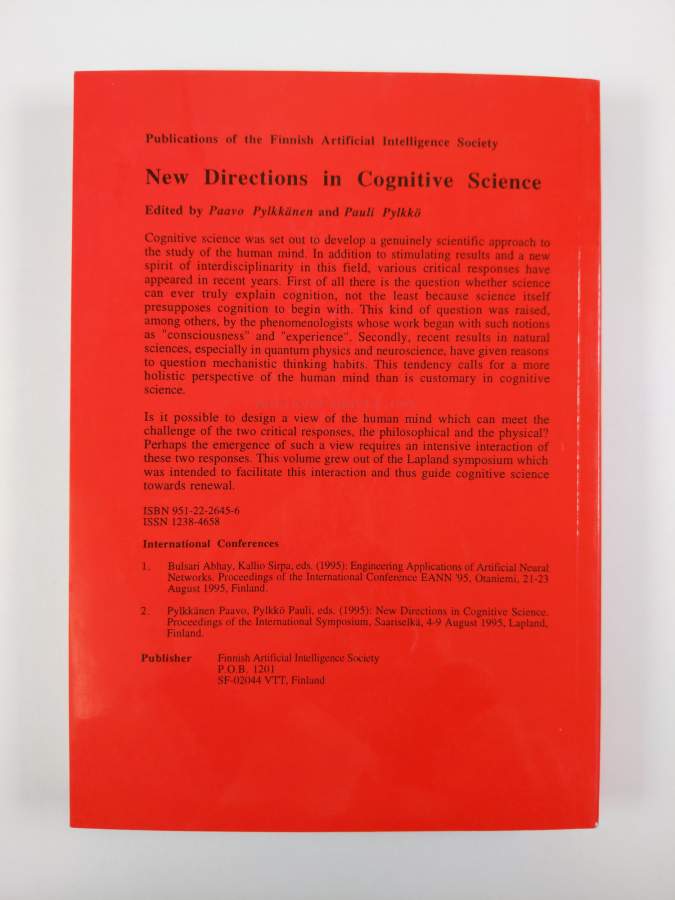 Publications of the Finnish Artificial Intelligence Society
New Directions in Cognitive Science
Edited by Paavo Pylkkänen and Pauli Pylkkö
Cognitive science was set out to develop a genuinely scientific approach to
the study of the human mind. In addition to stimulating results and a new
spirit of interdisciplinarity in this field, various critical responses have
appeared in recent years. First of all there is the question whether science
can ever truly explain cognition, not the least because science itself
presupposes cognition to begin with. This kind of question was raised,
among others, by the phenomenologists whose work began with such notions
as "consciousness" and "experience". Secondly, recent results in natural
sciences, especially in quantum physics and neuroscience, have given reasons
to question mechanistic thinking habits. This tendency calls for a more
holistic perspective of the human mind than is customary in cognitive
science.
Is it possible to design a view of the human mind which can meet the
challenge of the two critical responses, the philosophical and the physical?
Perhaps the emergence of such a view requires an intensive interaction of
these two responses. This volume grew out of the Lapland symposium which
was intended to facilitate this interaction and thus guide cognitive science
towards renewal.
ISBN 951-22-2645-6
ISSN 1238-4658
International Conferences
1. Bulsari Abhay, Kallio Sirpa, eds. (1995): Engineering Applications of Artificial Neural
Networks. Proceedings of the International Conference EANN '95, Otaniemi, 21-23
August 1995, Finland.
2. Pylkkänen Paavo, Pylkkö Pauli, eds. (1995): New Directions in Cognitive Science.
Proceedings of the International Symposium, Saariselkä, 4-9 August 1995, Lapland,
Finland.
Publisher Finnish Artificial Intelligence Society
P.O.B. 1201
SF-02044 VTT, Finland